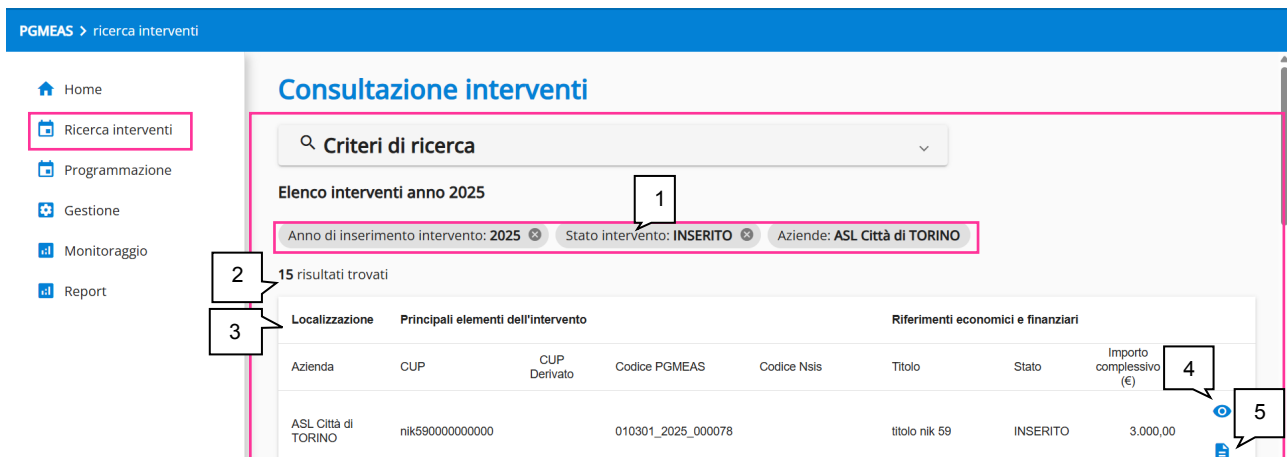 PGMEAS > ricerca interventi
Home
Ricerca interventi
Programmazione
Gestione
Monitoraggio
Report
Consultazione interventi
Criteri di ricerca
Elenco interventi anno 2025
1
Anno di inserimento intervento: 2025 Stato intervento: INSERITO Aziende: ASL Città di TORINO
2
15 risultati trovati
3
Localizzazione Principali elementi dell'intervento Riferimenti economici e finanziari
Azienda CUP CUP Derivato Codice PGMEAS Codice Nsis Titolo Stato Importo complessivo (€)
4
5
ASL Città di TORINO nik590000000000 010301_2025_000078 titolo nik 59 INSERITO 3.000,00